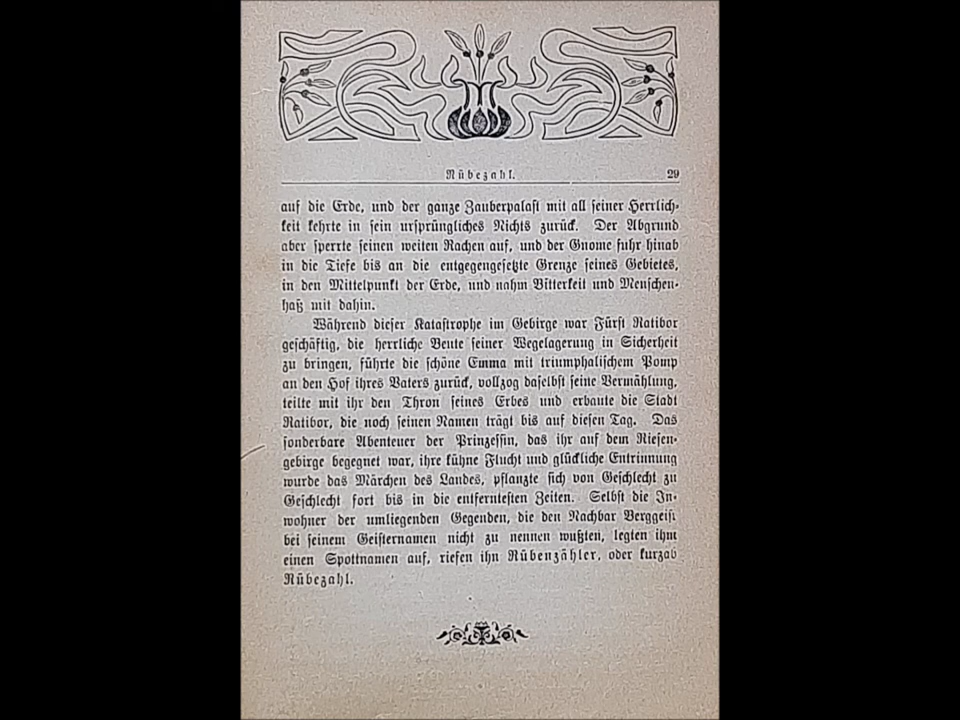 Rübezahl.
29
auf die Erde, und der ganze Zauberpalast mit all seiner Herrlich-
keit kehrte in sein ursprüngliches Nichts zurück. Der Abgrund
aber sperrte seinen weiten Rachen auf, und der Gnome fuhr hinab
in die Tiefe bis an die entgegengesetzte Grenze seines Gebietes,
in den Mittelpunkt der Erde, und nahm Bitterkeit und Menschen-
haß mit dahin.
Während dieser Katastrophe im Gebirge war Fürst Ratibor
geschäftig, die herrliche Beute seiner Wegelagerung in Sicherheit
zu bringen, führte die schöne Emma mit triumphalischem Pomp
an den Hof ihres Vaters zurück, vollzog daselbst seine Vermählung,
teilte mit ihr den Thron seines Erbes und erbaute die Stadt
Ratibor, die noch seinen Namen trägt bis auf diesen Tag. Das
sonderbare Abenteuer der Prinzessin, das ihr auf dem Riesen-
gebirge begegnet war, ihre kühne Flucht und glückliche Entrinnung
wurde das Märchen des Landes, pflanzte sich von Geschlecht zu
Geschlecht fort bis in die entferntesten Zeiten. Selbst die In-
wohner der umliegenden Gegenden, die den Nachbar Berggeist
bei seinem Geisternamen nicht zu nennen wußten, legten ihm
einen Spottnamen auf, riefen ihn Rübenzähler, oder kurzab
Rübezahl.